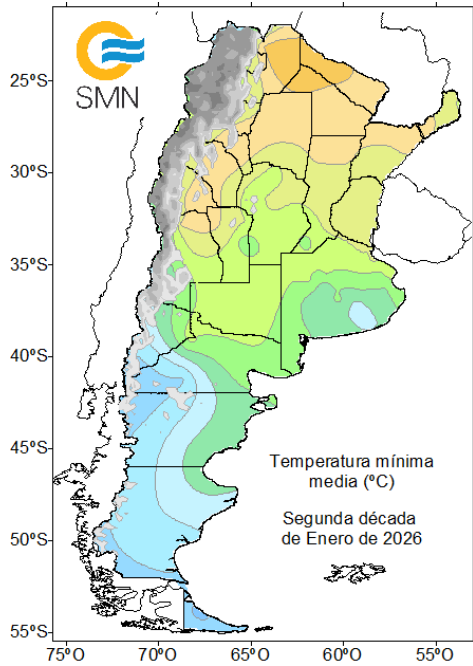 SMN
25°S
30°S
35°S
40°S
45°S
50°S
55°S
Temperatura mínima
media (ºC)
Segunda década
de Enero de 2026
75°O
70°O
65°O
60°O
55°O